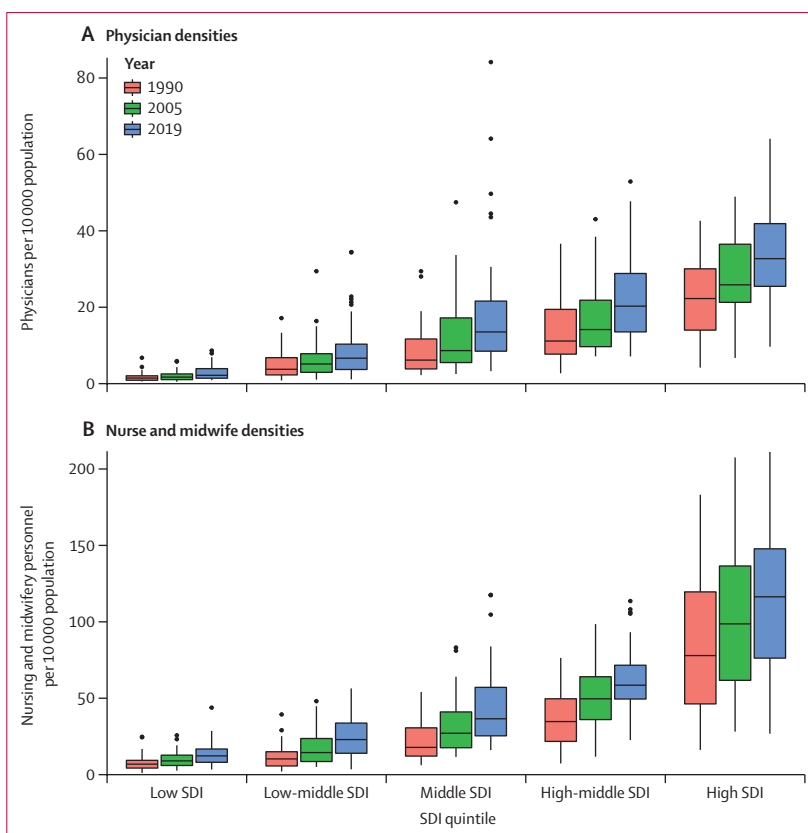 A Physician densities
Year
1990
2005
2019
Physicians per 10 000 population
80
60
40
20
0
B Nurse and midwife densities
Nursing and midwifery personnel
per 10 000 population
200
150
100
50
0
Low SDI Low-middle SDI Middle SDI High-middle SDI High SDI
SDI quintile